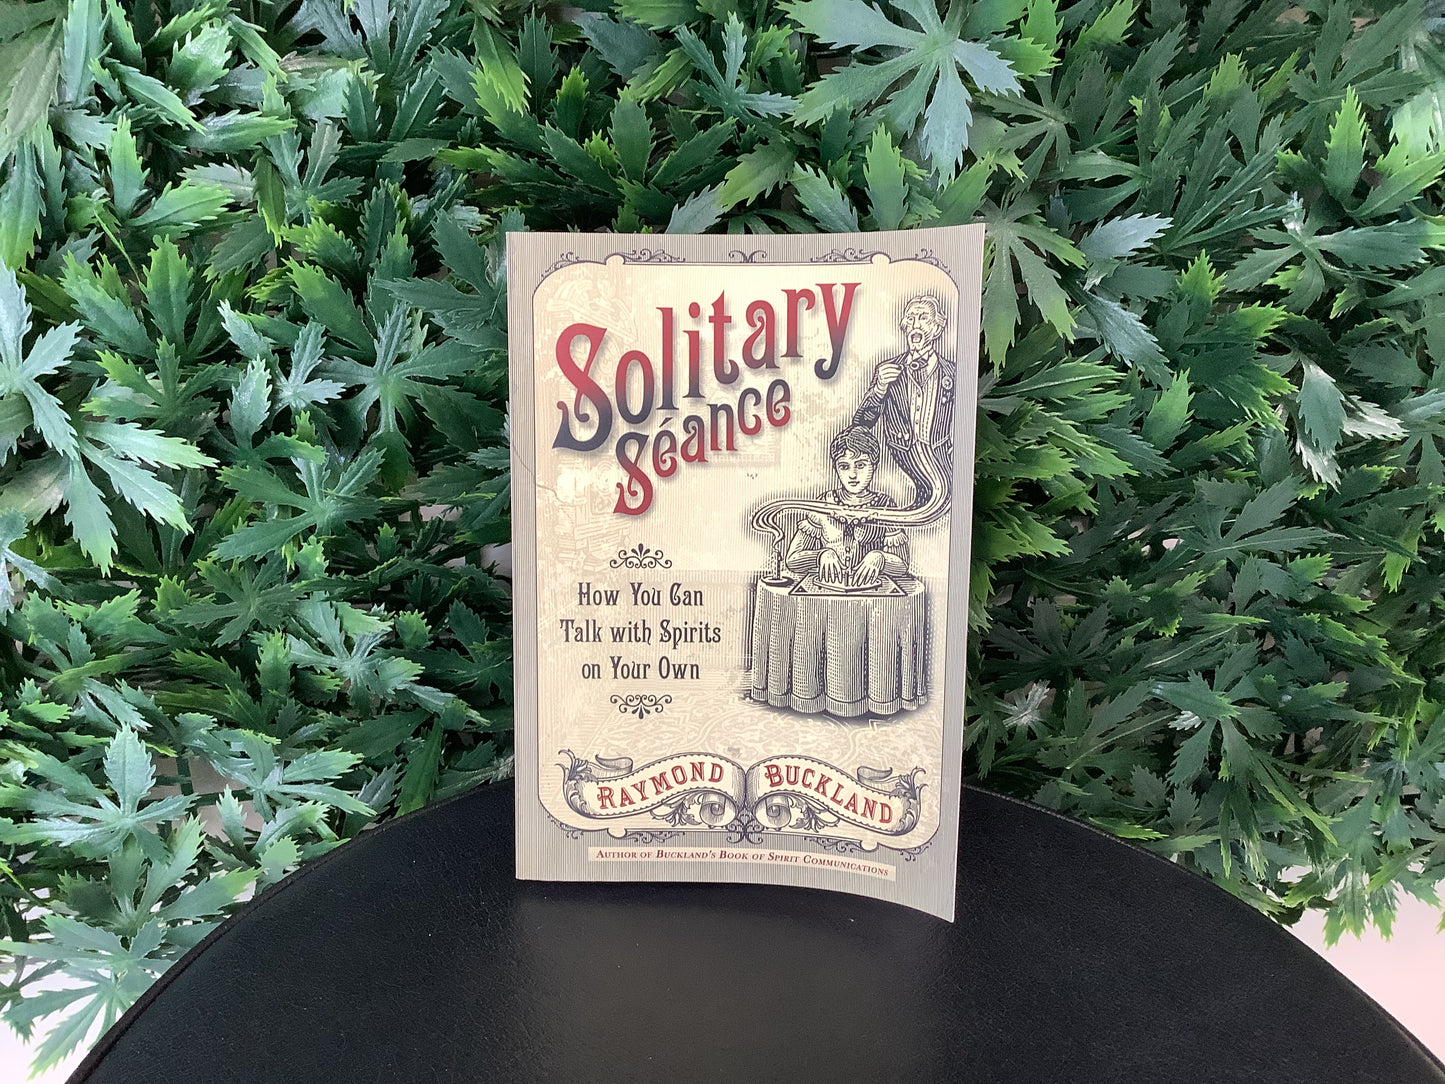 Solitary
Séance
How You Can
Talk with Spirits
on Your Own
RAYMOND BUCKLAND
AUTHOR OF BUCKLAND'S BOOK OF SPIRIT COMMUNICATIONS